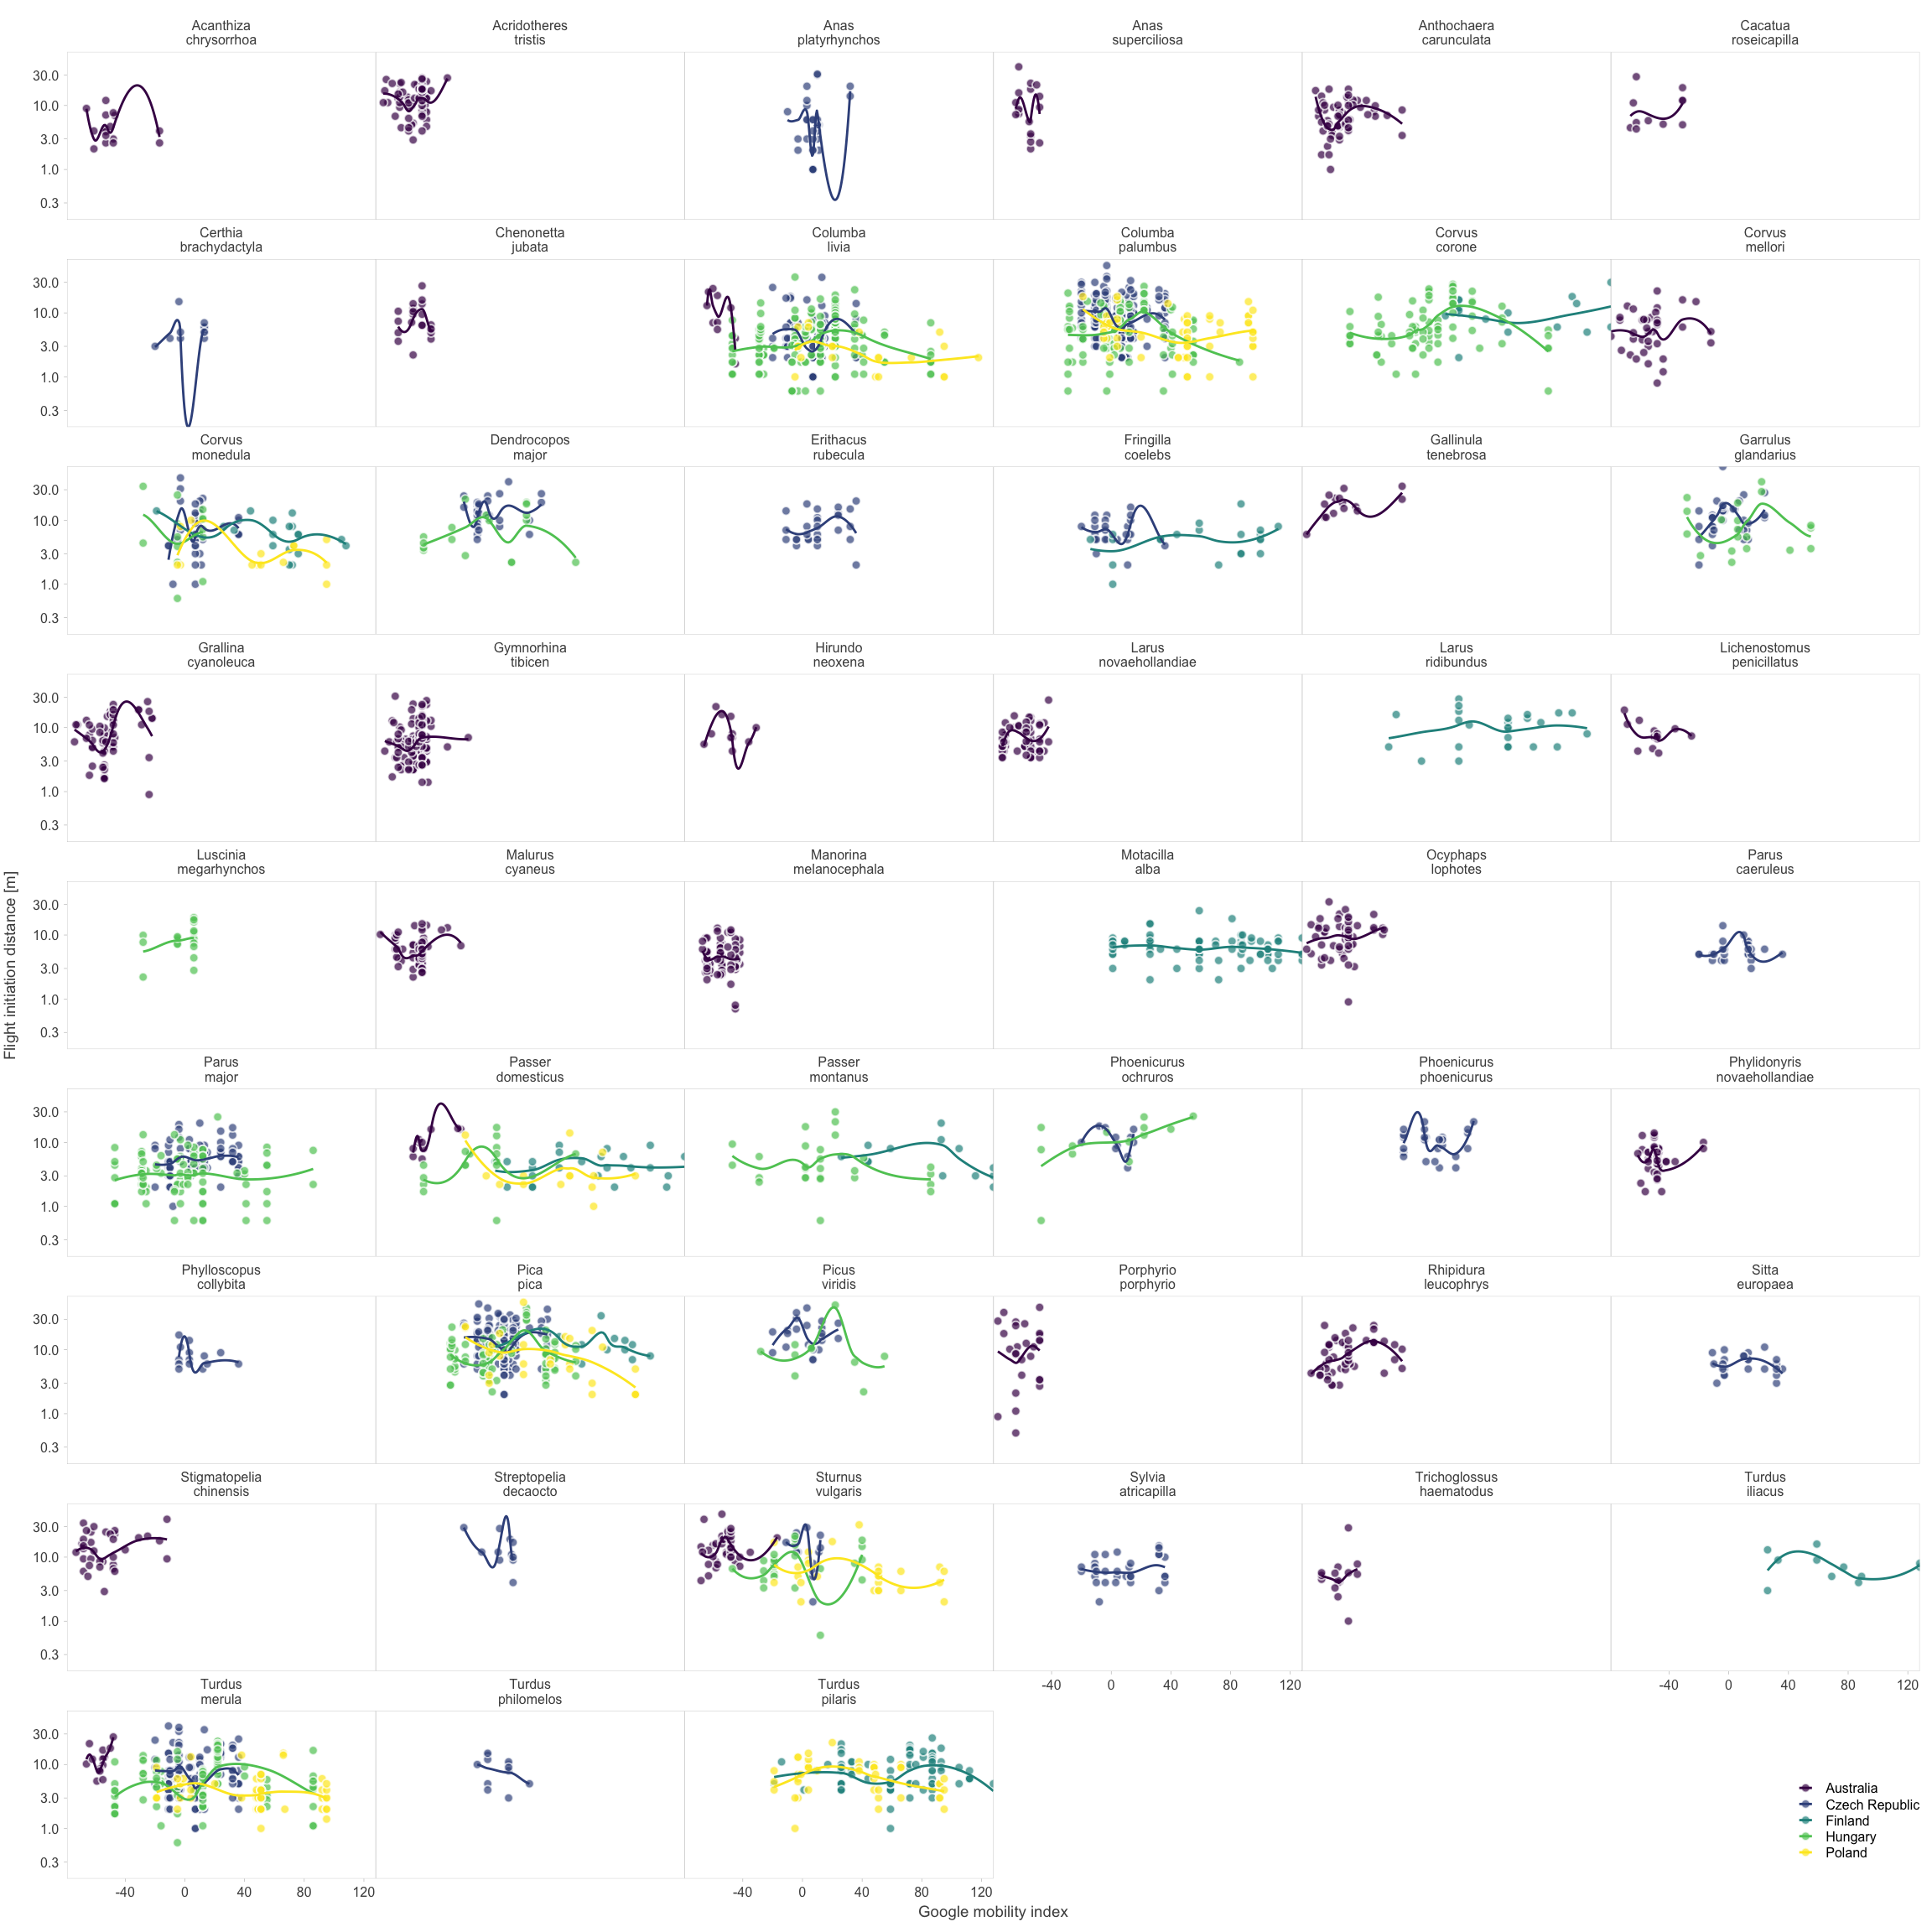 Acanthiza
chrysorrhoa
Acridotheres
tristis
Anas
platyrhynchos
Anas
superciliosa
Anthochaera
carunculata
Cacatua
roseicapilla
30.0
10.0
3.0
1.0
0.3
Certhia
brachydactyla
Chenonetta
jubata
Columba
livia
Columba
palumbus
Corvus
corone
Corvus
mellori
30.0
10.0
3.0
1.0
0.3
Corvus
monedula
Dendrocopos
major
Erithacus
rubecula
Fringilla
coelebs
Gallinula
tenebrosa
Garrulus
glandarius
30.0
10.0
3.0
1.0
0.3
Grallina
cyanoleuca
Gymnorhina
tibicen
Hirundo
neoxena
Larus
novaehollandiae
Larus
ridibundus
Lichenostomus
penicillatus
30.0
10.0
3.0
1.0
0.3
Luscinia
megarhynchos
Malurus
cyaneus
Manorina
melanocephala
Motacilla
alba
Ocyphaps
lophotes
Parus
caeruleus
30.0
10.0
3.0
1.0
0.3
Flight initiation distance [m]
Parus
major
Passer
domesticus
Passer
montanus
Phoenicurus
ochruros
Phoenicurus
phoenicurus
Phylidonyris
novaehollandiae
30.0
10.0
3.0
1.0
0.3
Phylloscopus
collybita
Pica
pica
Picus
viridis
Porphyrio
porphyrio
Rhipidura
leucophrys
Sitta
europaea
30.0
10.0
3.0
1.0
0.3
Stigmatopelia
chinensis
Streptopelia
decaocto
Sturnus
vulgaris
Sylvia
atricapilla
Trichoglossus
haematodus
Turdus
iliacus
30.0
10.0
3.0
1.0
0.3
-40 0 40 80 120
-40 0 40 80 120
Turdus
merula
Turdus
philomelos
Turdus
pilaris
30.0
10.0
3.0
1.0
0.3
-40 0 40 80 120
-40 0 40 80 120
Google mobility index
Australia
Czech Republic
Finland
Hungary
Poland